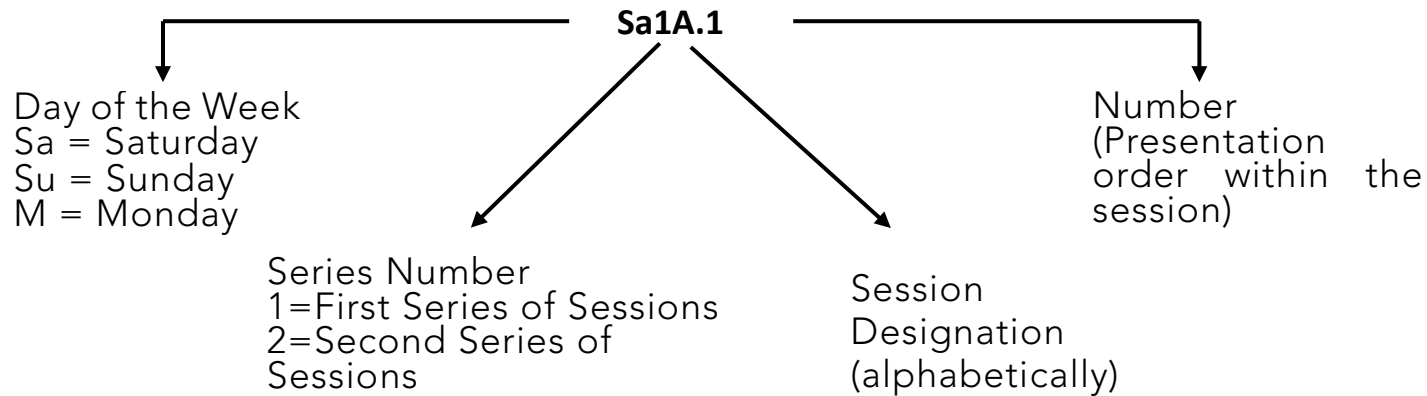 Sa1A.1
Day of the Week
Sa = Saturday
Su = Sunday
M = Monday
Series Number
1=First Series of Sessions
2=Second Series of
Sessions
Session
Designation
(alphabetically)
Number
(Presentation
order within the
session)